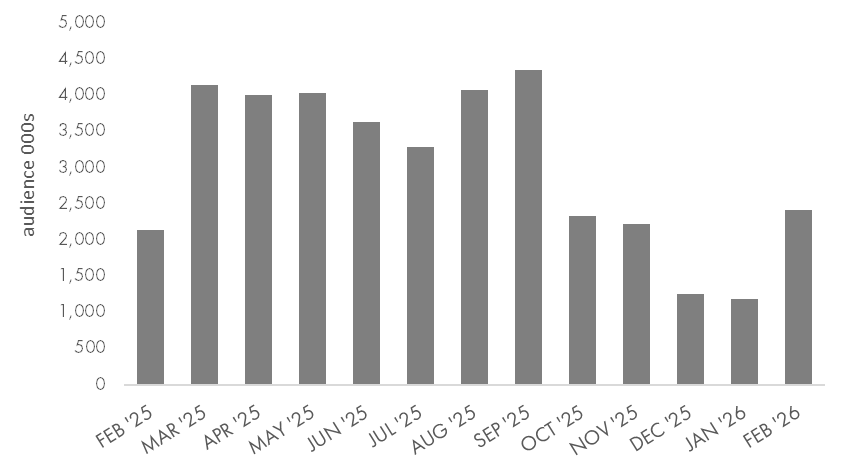 5,000
4,500
4,000
3,500
3,000
2,500
2,000
1,500
1,000
500
0
audience 000s
FEB '25
MAR '25
APR '25
MAY '25
JUN '25
JUL '25
AUG '25
SEP '25
OCT '25
NOV '25
DEC '25
JAN '26
FEB '26